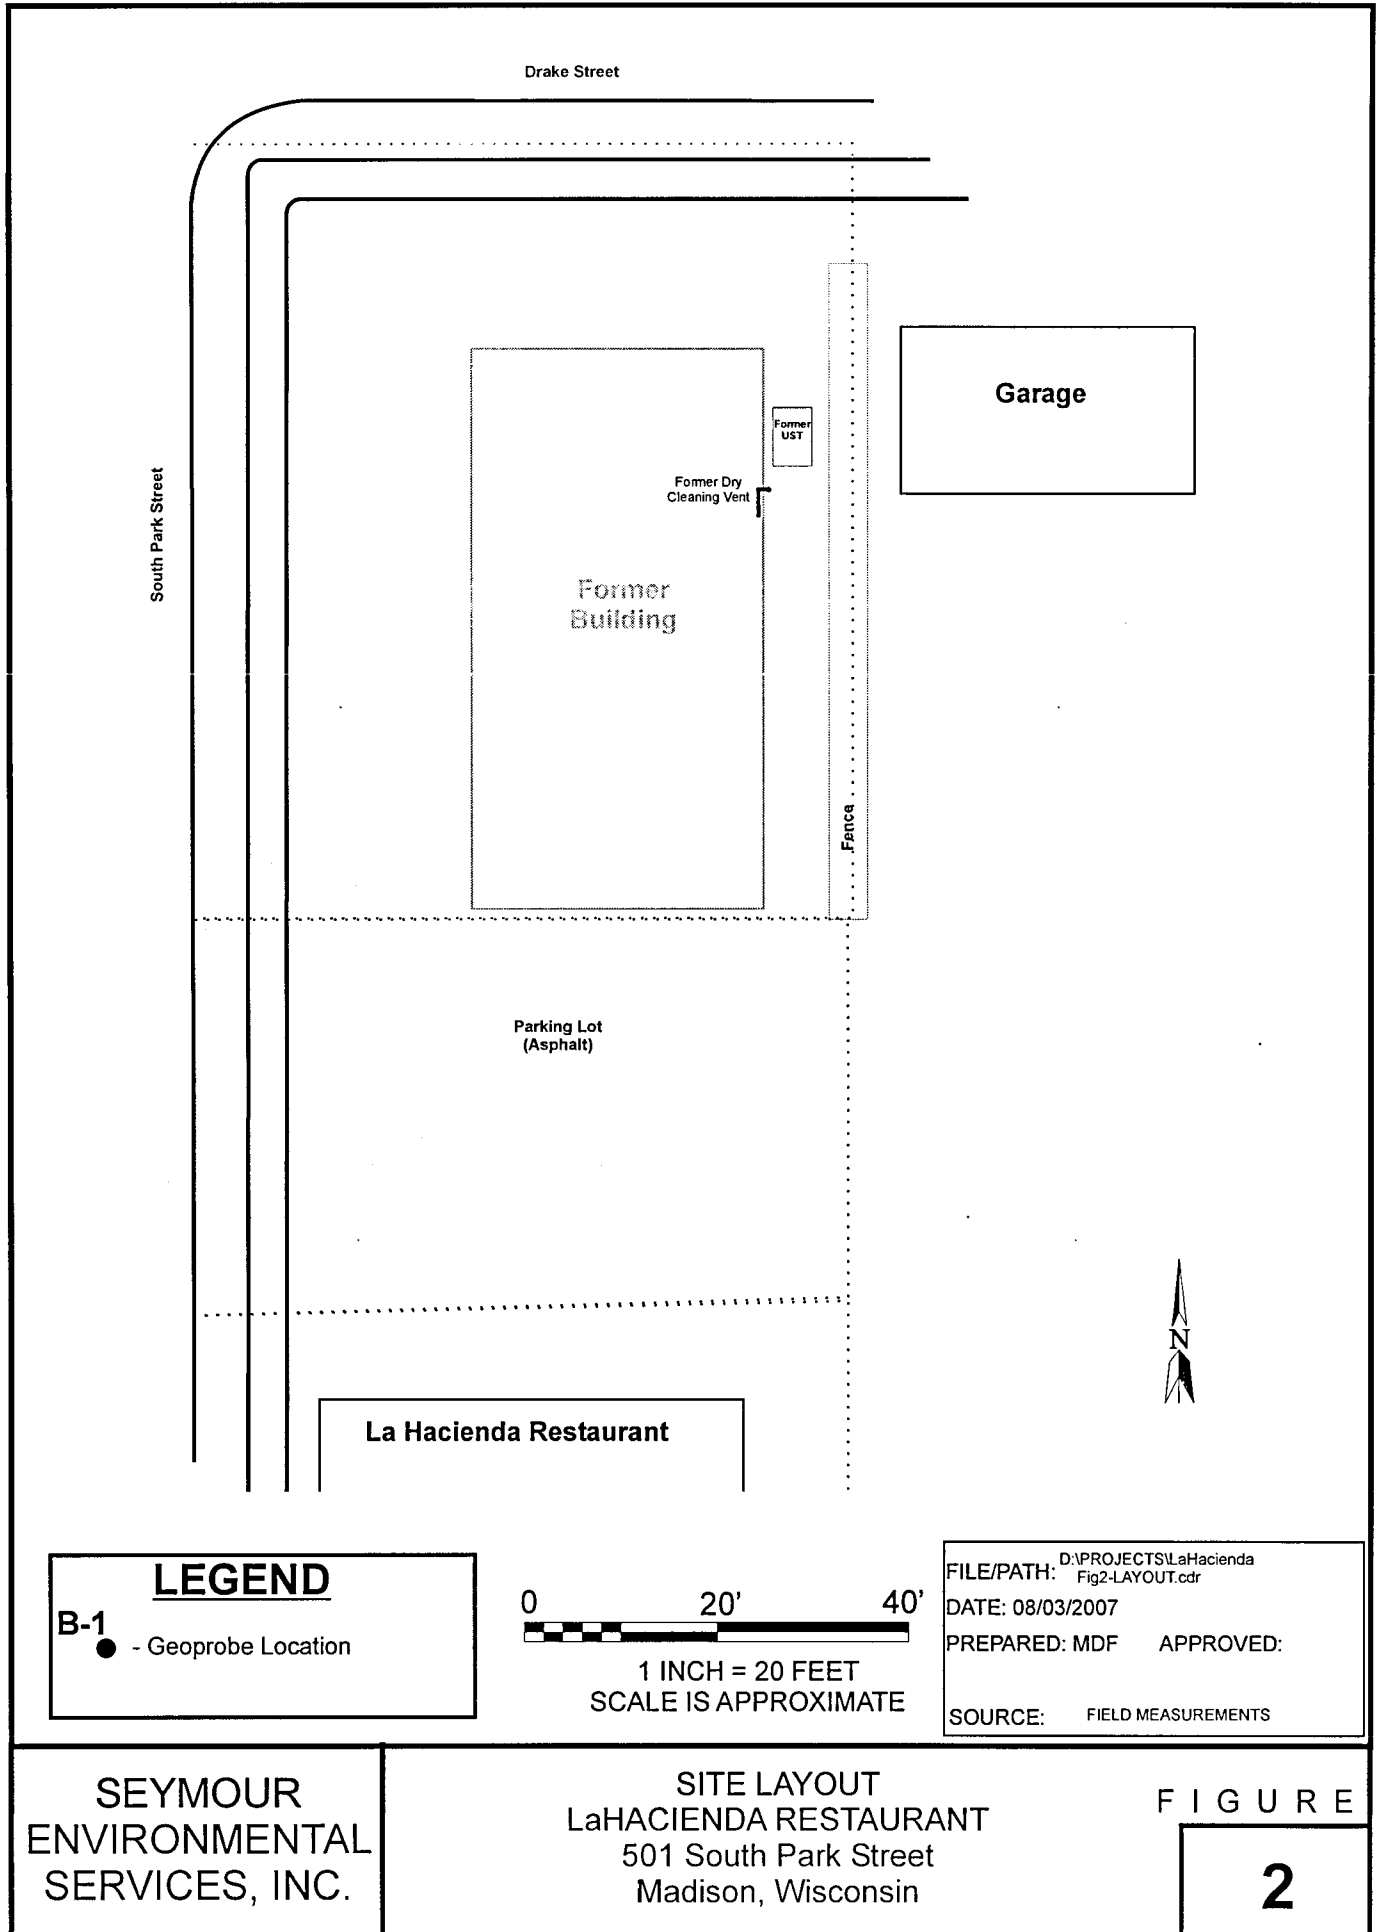 Drake Street
South Park Street
Garage
Former
UST
Former Dry
Cleaning Vent
Former
Building
Fence
Parking Lot
(Asphalt)
N
La Hacienda Restaurant
LEGEND
B-1
- Geoprobe Location
0 20' 40'
1 INCH = 20 FEET
SCALE IS APPROXIMATE
FILE/PATH: D:\PROJECTS\LaHacienda
Fig2-LAYOUT.cdr
DATE: 08/03/2007
PREPARED: MDF APPROVED:
SOURCE: FIELD MEASUREMENTS
SEYMOUR
ENVIRONMENTAL
SERVICES, INC.
SITE LAYOUT
LaHACIENDA RESTAURANT
501 South Park Street
Madison, Wisconsin
FIGURE
2